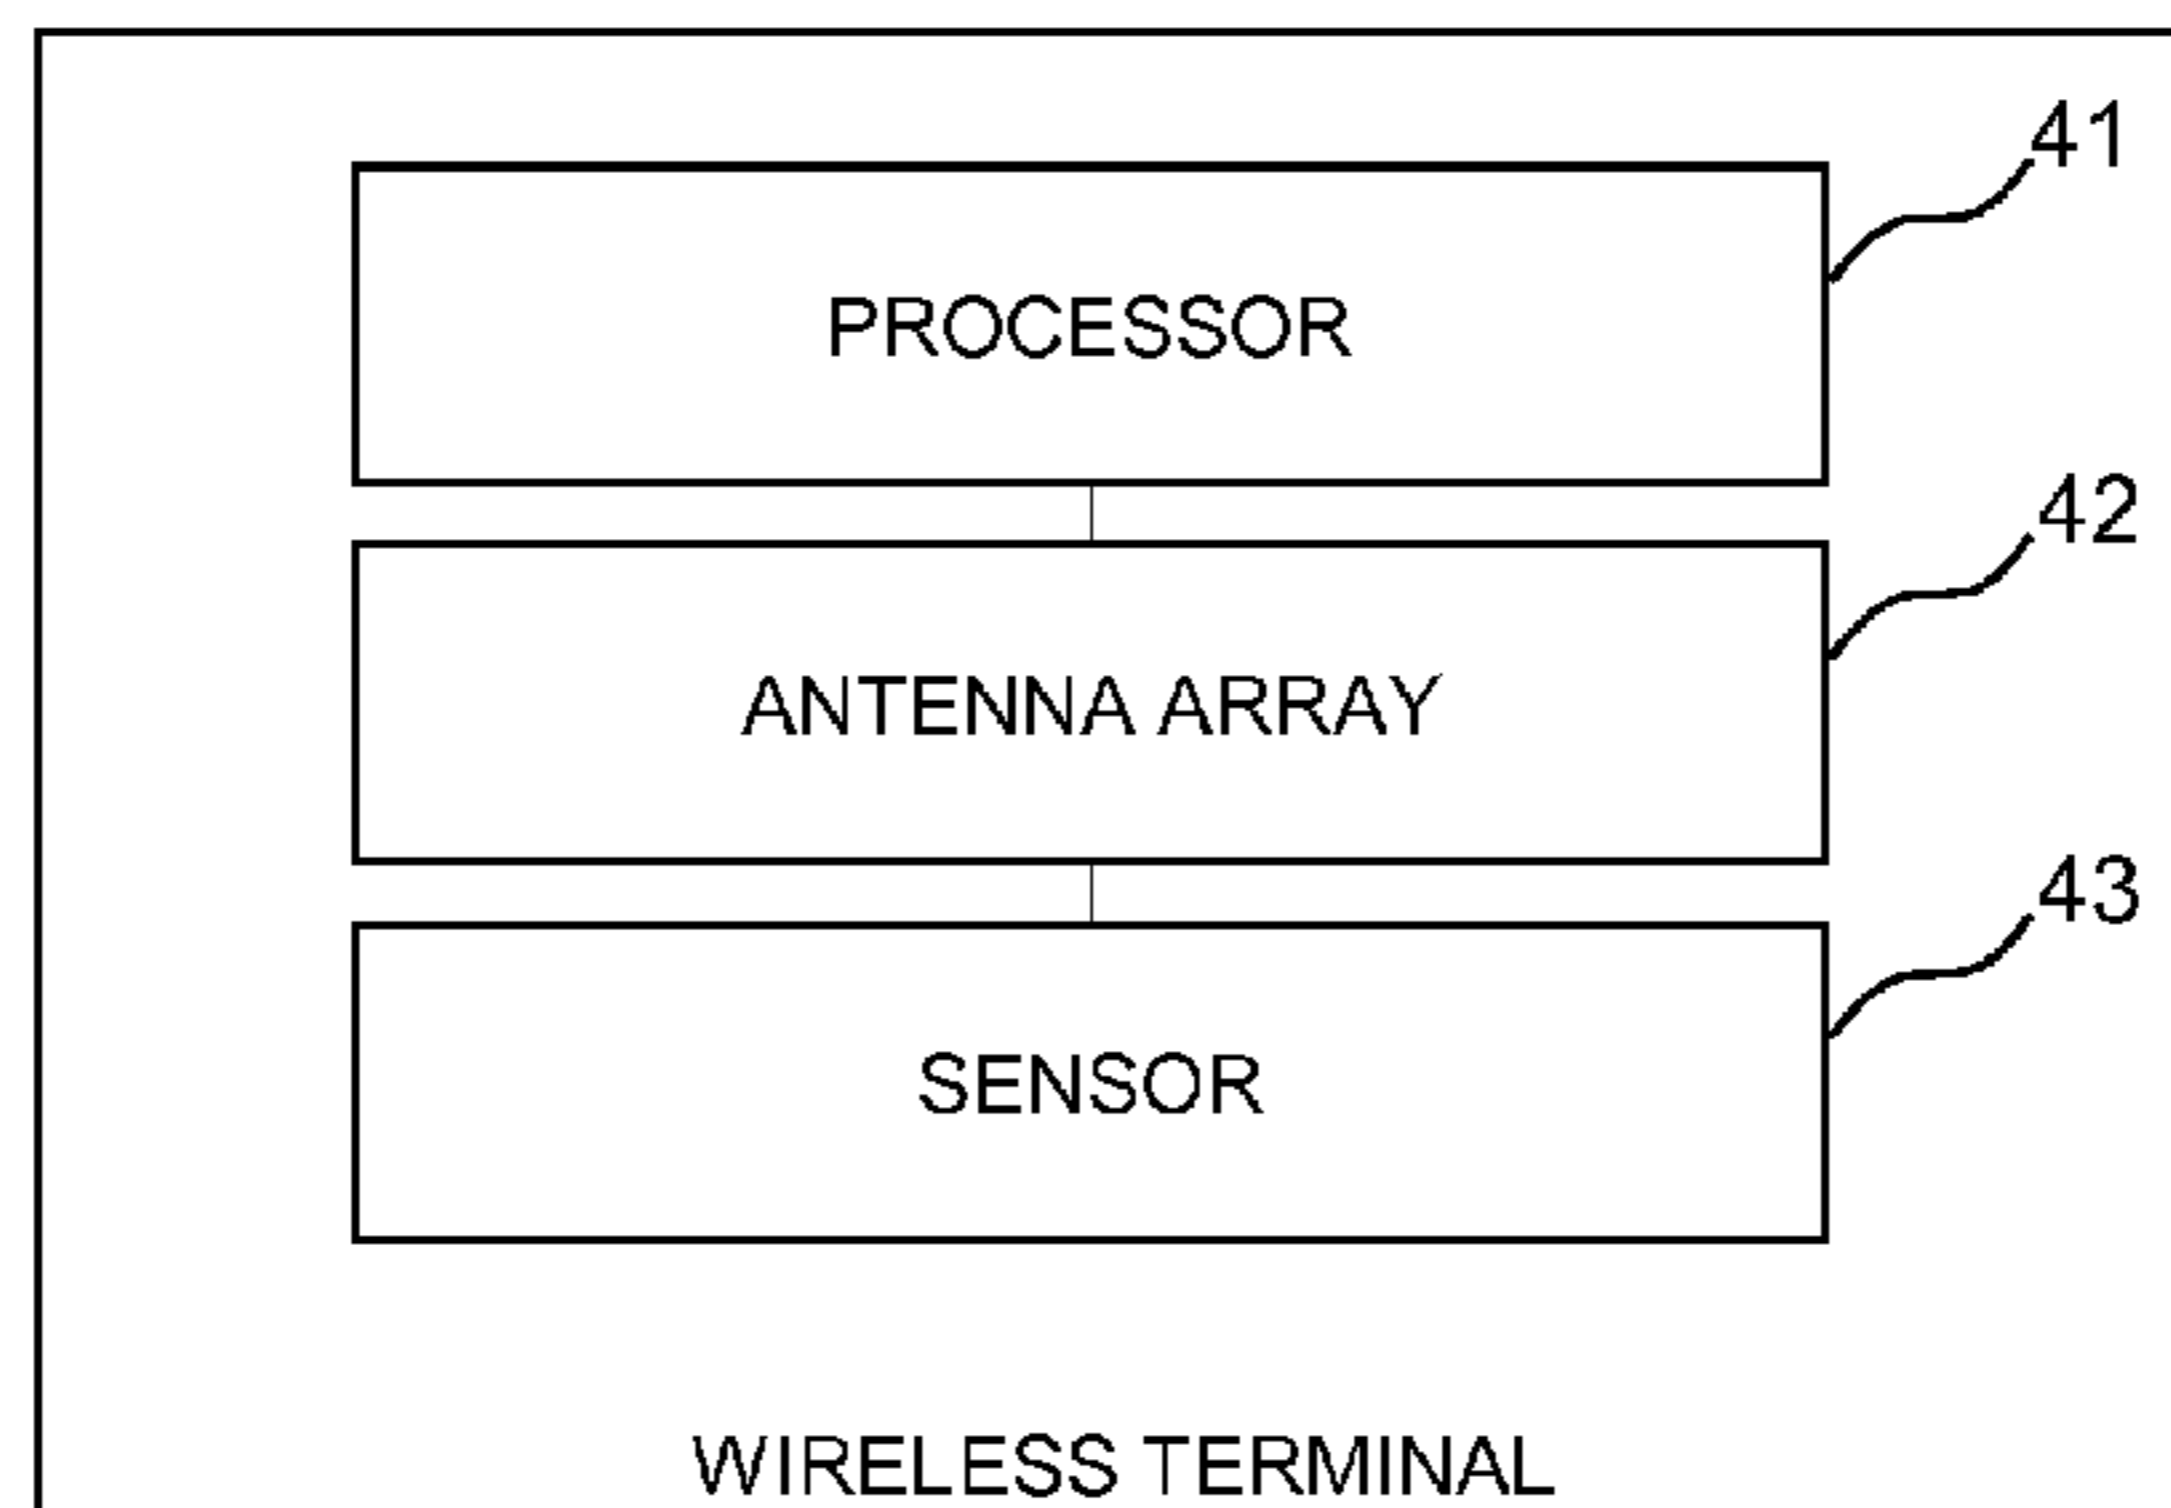 41
PROCESSOR
42
ANTENNA ARRAY
43
SENSOR
WIRELESS TERMINAL